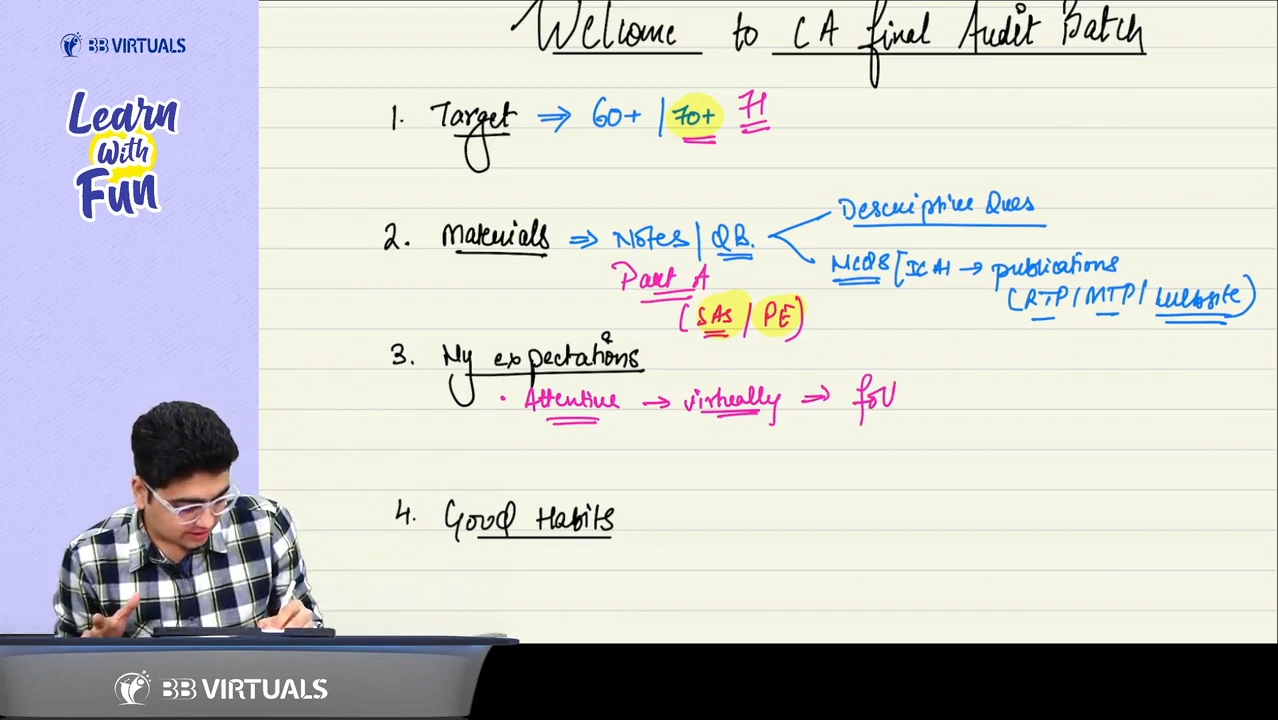 BB VIRTUALS
Learn
With
Fun
Welcome to CA final Audit Batch
1. Target ⇒ 60+ | 70+ 71
2. Materials ⇒ Notes | QB.
Descriptive Ques
MCQS [ICAI → publications
(RTP/MTP/website)
Part A
(SAs / PE)
3. My expectations
• Attentive → virtually ⇒
4. Good Habits
BB VIRTUALS